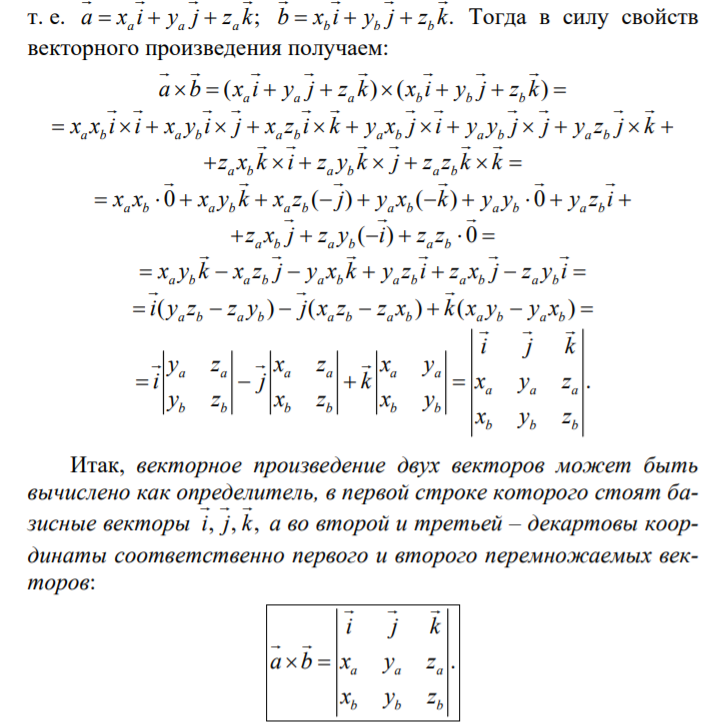 т. е. $\vec{a} = x_a\vec{i} + y_a\vec{j} + z_a\vec{k}$; $\vec{b} = x_b\vec{i} + y_b\vec{j} + z_b\vec{k}$. Тогда в силу свойств
векторного произведения получаем:
$\vec{a} \times \vec{b} = (x_a\vec{i} + y_a\vec{j} + z_a\vec{k}) \times (x_b\vec{i} + y_b\vec{j} + z_b\vec{k}) =$
$= x_a x_b \vec{i} \times \vec{i} + x_a y_b \vec{i} \times \vec{j} + x_a z_b \vec{i} \times \vec{k} + y_a x_b \vec{j} \times \vec{i} + y_a y_b \vec{j} \times \vec{j} + y_a z_b \vec{j} \times \vec{k} +$
$+ z_a x_b \vec{k} \times \vec{i} + z_a y_b \vec{k} \times \vec{j} + z_a z_b \vec{k} \times \vec{k} =$
$= x_a x_b \cdot \vec{0} + x_a y_b \vec{k} + x_a z_b (-\vec{j}) + y_a x_b (-\vec{k}) + y_a y_b \cdot \vec{0} + y_a z_b \vec{i} +$
$+ z_a x_b \vec{j} + z_a y_b (-\vec{i}) + z_a z_b \cdot \vec{0} =$
$= x_a y_b \vec{k} - x_a z_b \vec{j} - y_a x_b \vec{k} + y_a z_b \vec{i} + z_a x_b \vec{j} - z_a y_b \vec{i} =$
$= \vec{i}(y_a z_b - z_a y_b) - \vec{j}(x_a z_b - z_a x_b) + \vec{k}(x_a y_b - y_a x_b) =$
$= \vec{i}\begin{vmatrix} y_a & z_a \\ y_b & z_b \end{vmatrix} - \vec{j}\begin{vmatrix} x_a & z_a \\ x_b & z_b \end{vmatrix} + \vec{k}\begin{vmatrix} x_a & y_a \\ x_b & y_b \end{vmatrix} = \begin{vmatrix} \vec{i} & \vec{j} & \vec{k} \\ x_a & y_a & z_a \\ x_b & y_b & z_b \end{vmatrix}.$
Итак, векторное произведение двух векторов может быть
вычислено как определитель, в первой строке которого стоят ба-
зисные векторы $\vec{i}, \vec{j}, \vec{k}$, а во второй и третьей – декартовы коор-
динаты соответственно первого и второго перемножаемых век-
торов:
$\vec{a} \times \vec{b} = \begin{vmatrix} \vec{i} & \vec{j} & \vec{k} \\ x_a & y_a & z_a \\ x_b & y_b & z_b \end{vmatrix}.$